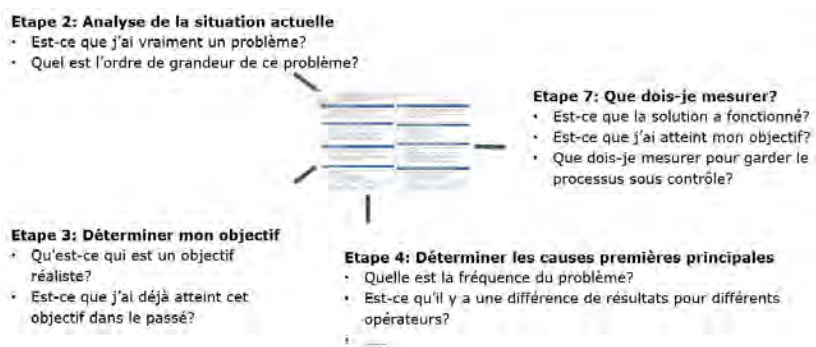 Etape 2: Analyse de la situation actuelle
• Est-ce que j'ai vraiment un problème?
• Quel est l'ordre de grandeur de ce problème?
Etape 7: Que dois-je mesurer?
• Est-ce que la solution a fonctionné?
• Est-ce que j'ai atteint mon objectif?
• Que dois-je mesurer pour garder le
processus sous contrôle?
Etape 3: Déterminer mon objectif
• Qu'est-ce qui est un objectif
réaliste?
• Est-ce que j'ai déjà atteint cet
objectif dans le passé?
Etape 4: Déterminer les causes premières principales
• Quelle est la fréquence du problème?
• Est-ce qu'il y a une différence de résultats pour différents
opérateurs?